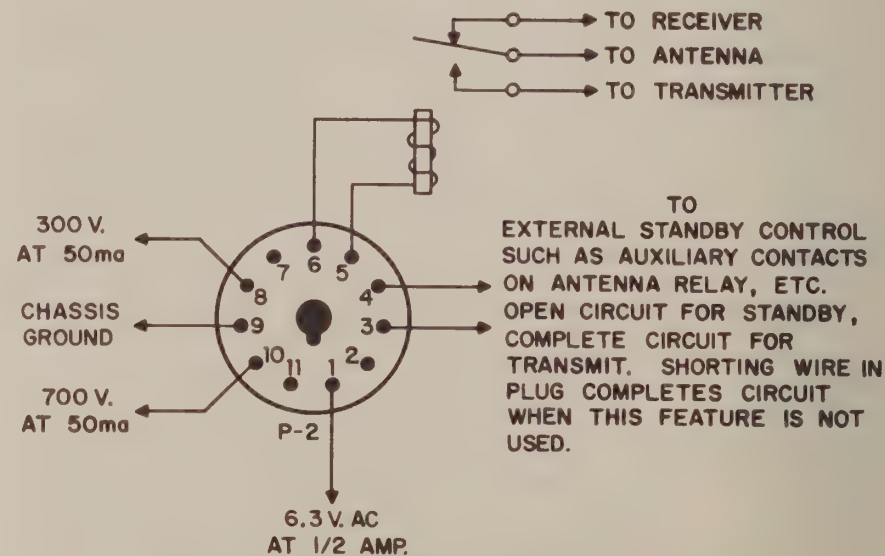 TO RECEIVER
TO ANTENNA
TO TRANSMITTER
300 V.
AT 50ma
CHASSIS
GROUND
700 V.
AT 50ma
6
7
5
8
4
9
3
10
11
1
2
P-2
6.3 V. AC
AT 1/2 AMP.
TO
EXTERNAL STANDBY CONTROL
SUCH AS AUXILIARY CONTACTS
ON ANTENNA RELAY, ETC.
OPEN CIRCUIT FOR STANDBY,
COMPLETE CIRCUIT FOR
TRANSMIT. SHORTING WIRE IN
PLUG COMPLETES CIRCUIT
WHEN THIS FEATURE IS NOT
USED.